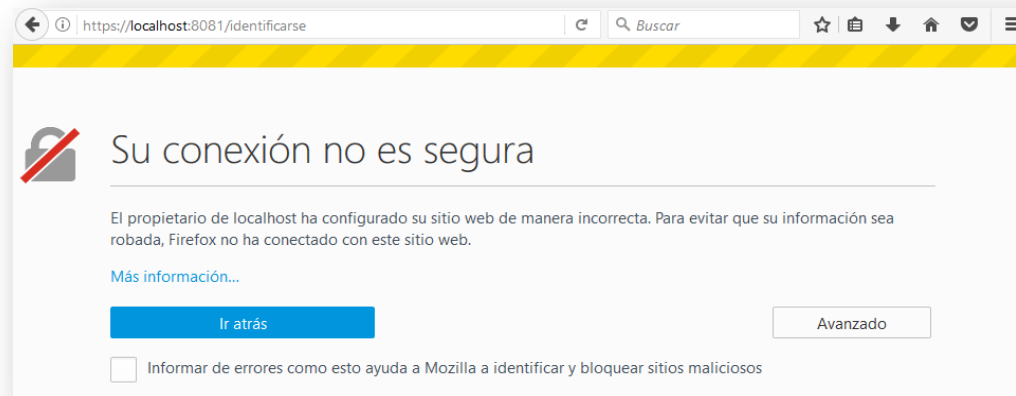 https://localhost:8081/identificarse
Buscar
Su conexión no es segura
El propietario de localhost ha configurado su sitio web de manera incorrecta. Para evitar que su información sea
robada, Firefox no ha conectado con este sitio web.
Más información...
Ir atrás
Avanzado
Informar de errores como esto ayuda a Mozilla a identificar y bloquear sitios maliciosos